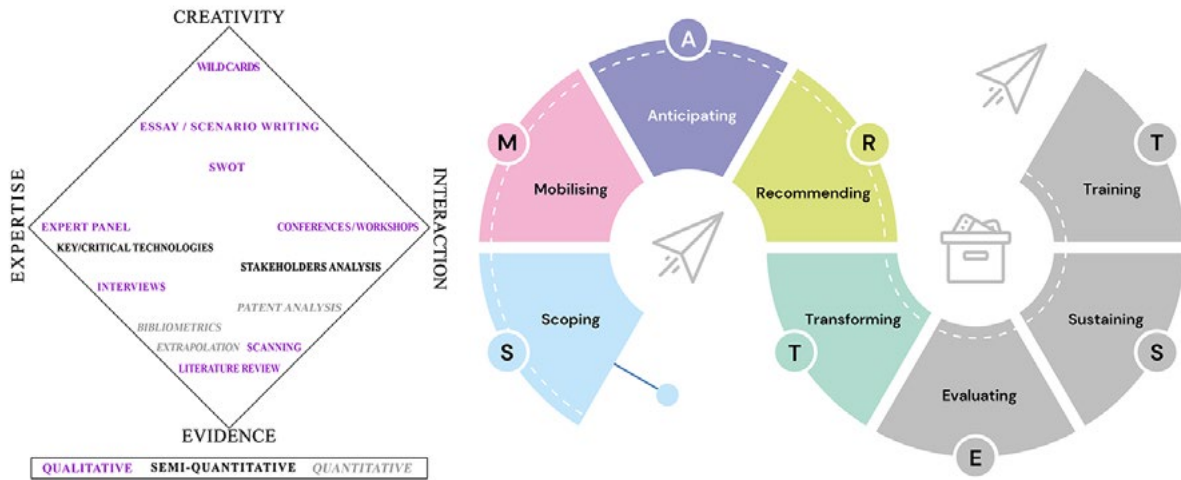 CREATIVITY
WILDCARDS
ESSAY / SCENARIO WRITING
SWOT
EXPERTISE
INTERACTION
EXPERT PANEL
CONFERENCES/WORKSHOPS
KEY/CRITICAL TECHNOLOGIES
STAKEHOLDERS ANALYSIS
INTERVIEWS
PATENT ANALYSIS
BIBLIOMETRICS
EXTRAPOLATION SCANNING
LITERATURE REVIEW
EVIDENCE
QUALITATIVE SEMI-QUANTITATIVE QUANTITATIVE
S
Scoping
M
Mobilising
A
Anticipating
R
Recommending
T
Transforming
E
Evaluating
S
Sustaining
T
Training